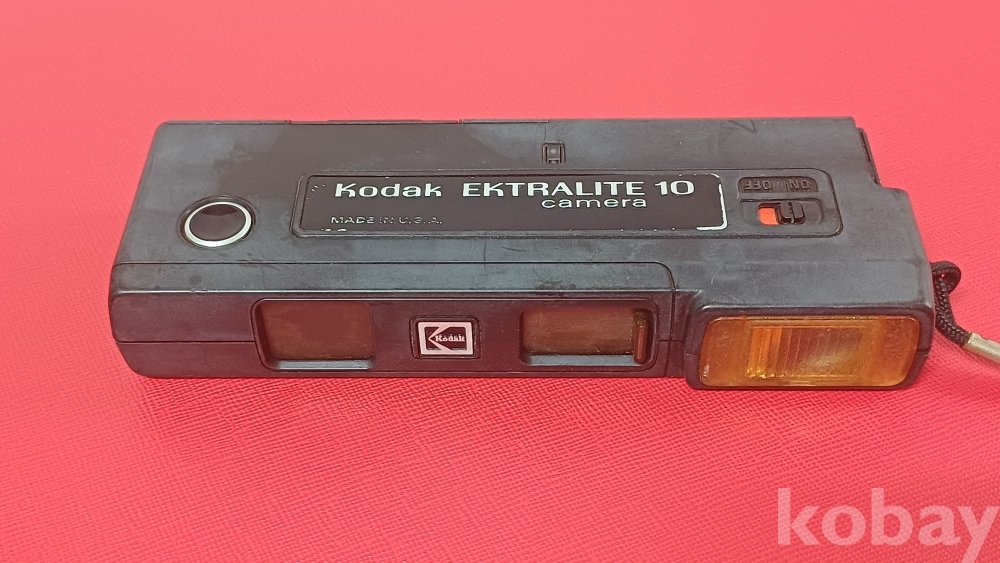 Kodak EKTRALITE 10
camera
MADE IN U.S.A.
ON OFF
Kodak
kobay